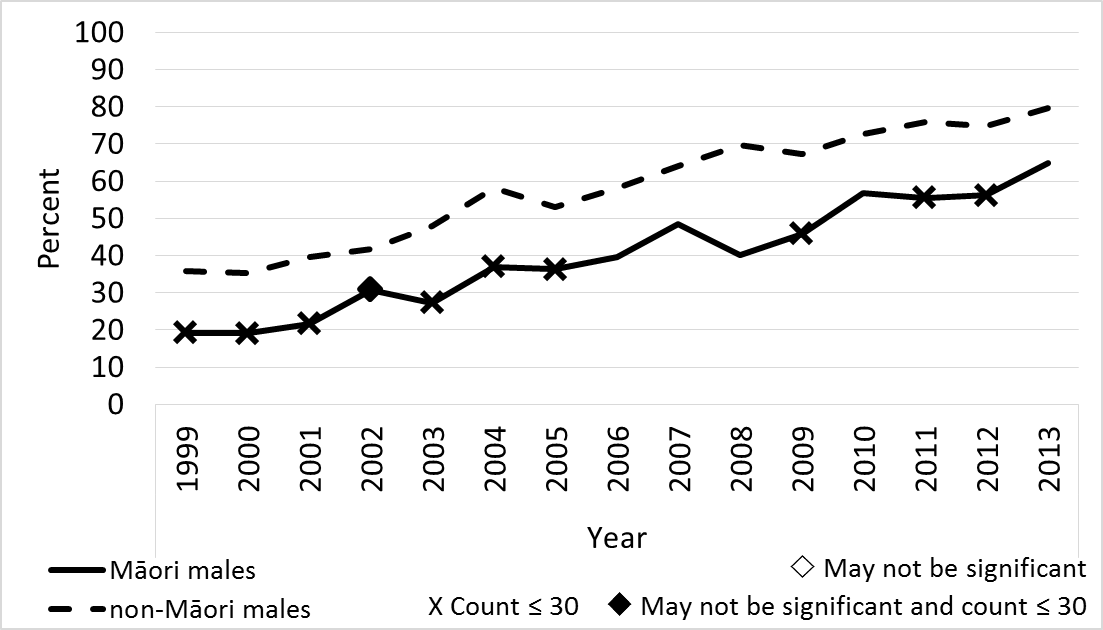 100
90
80
70
60
50
40
30
20
10
0
Percent
1999 2000 2001 2002 2003 2004 2005 2006 2007 2008 2009 2010 2011 2012 2013
Year
Māori males
May not be significant
non-Māori males X Count ≤ 30 May not be significant and count ≤ 30